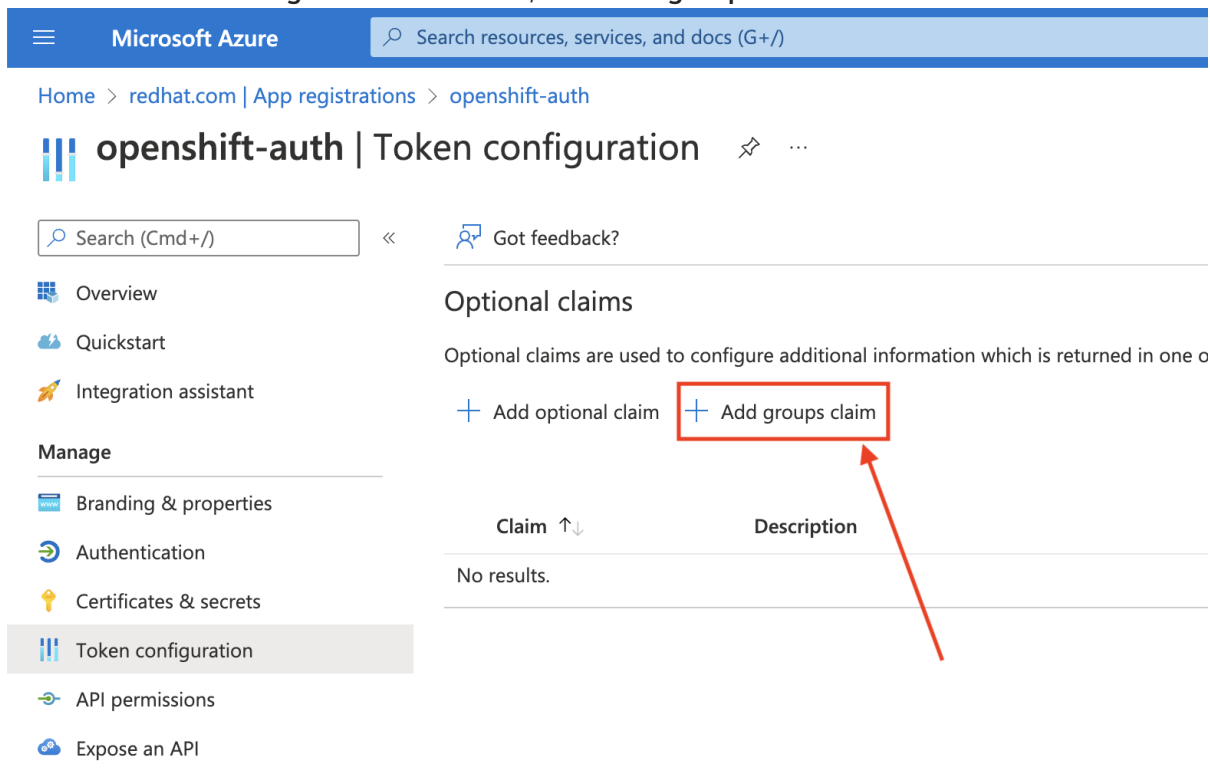 Microsoft Azure
Search resources, services, and docs (G+/)
Home > redhat.com | App registrations > openshift-auth
openshift-auth | Token configuration
Search (Cmd+/)
«
Got feedback?
Overview
Quickstart
Integration assistant
Manage
Branding & properties
Authentication
Certificates & secrets
Token configuration
API permissions
Expose an API
Optional claims
Optional claims are used to configure additional information which is returned in one o
+ Add optional claim
+ Add groups claim
Claim ↑↓
Description
No results.